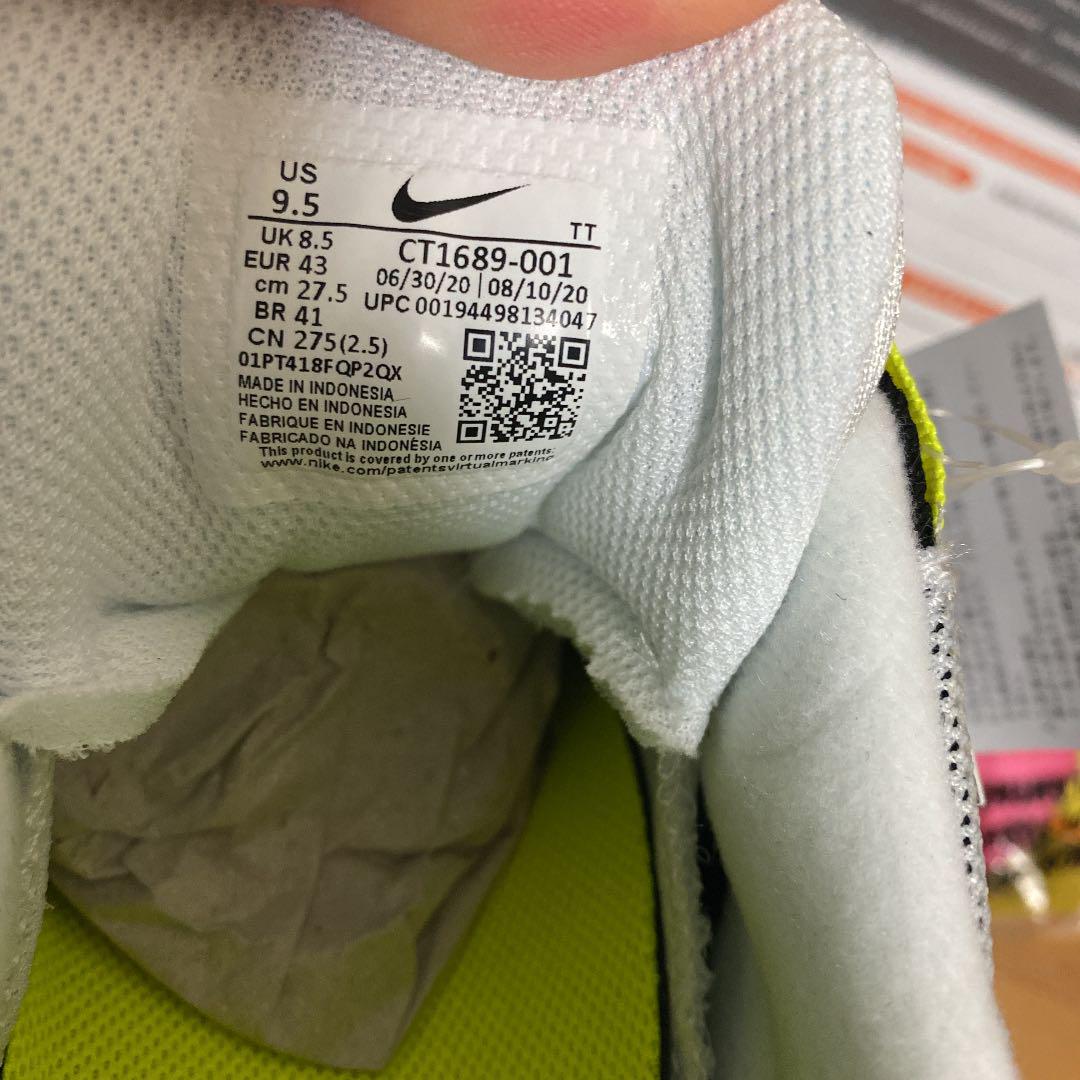 US
9.5
TT
UK 8.5
CT1689-001
EUR 43
06/30/20 | 08/10/20
cm 27.5
UPC 00194498134047
BR 41
CN 275(2.5)
01PT418FQP2QX
MADE IN INDONESIA
HECHO EN INDONESIA
FABRIQUE EN INDONESIE
FABRICADO NA INDONÉSIA
This product is covered by one or more patents:
www.nike.com/patentsvirtualmarking